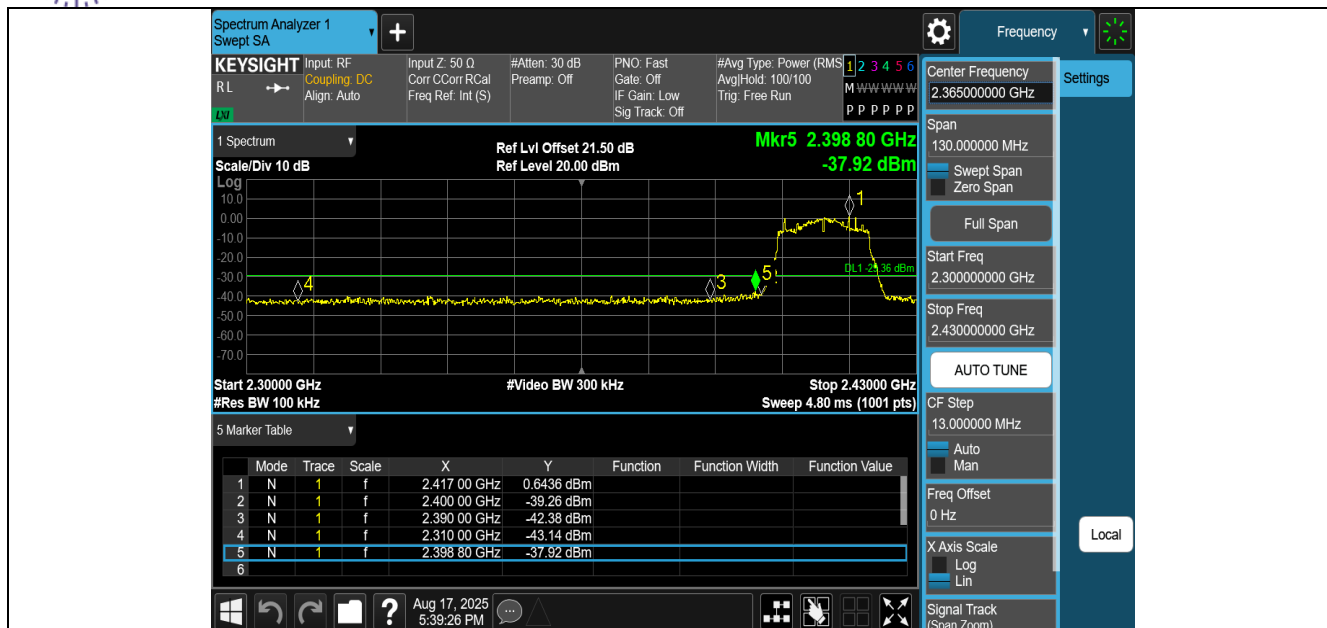 Spectrum Analyzer 1
Swept SA
+
Frequency
KEYSIGHT
RL
LXI
Input: RF
Coupling: DC
Align: Auto
Input Z: 50 Ω
Corr CCorr RCal
Freq Ref: Int (S)
#Atten: 30 dB
Preamp: Off
PNO: Fast
Gate: Off
IF Gain: Low
Sig Track: Off
#Avg Type: Power (RMS
Avg|Hold: 100/100
Trig: Free Run
1 2 3 4 5 6
M W W W W W
P P P P P P
1 Spectrum
Scale/Div 10 dB
Ref Lvl Offset 21.50 dB
Ref Level 20.00 dBm
Mkr5 2.398 80 GHz
-37.92 dBm
Log
10.0
0.00
-10.0
-20.0
-30.0
-40.0
-50.0
-60.0
-70.0
1
3
4
5
DL1 -29.36 dBm
Start 2.30000 GHz
#Video BW 300 kHz
Stop 2.43000 GHz
#Res BW 100 kHz
Sweep 4.80 ms (1001 pts)
5 Marker Table
Mode Trace Scale X Y Function Function Width Function Value
1 N 1 f 2.417 00 GHz 0.6436 dBm
2 N 1 f 2.400 00 GHz -39.26 dBm
3 N 1 f 2.390 00 GHz -42.38 dBm
4 N 1 f 2.310 00 GHz -43.14 dBm
5 N 1 f 2.398 80 GHz -37.92 dBm
6
Aug 17, 2025
5:39:26 PM
?
Center Frequency
2.365000000 GHz
Settings
Span
130.000000 MHz
Swept Span
Zero Span
Full Span
Start Freq
2.300000000 GHz
Stop Freq
2.430000000 GHz
AUTO TUNE
CF Step
13.000000 MHz
Auto
Man
Freq Offset
0 Hz
X Axis Scale
Log
Lin
Local
Signal Track
(Span Zoom)